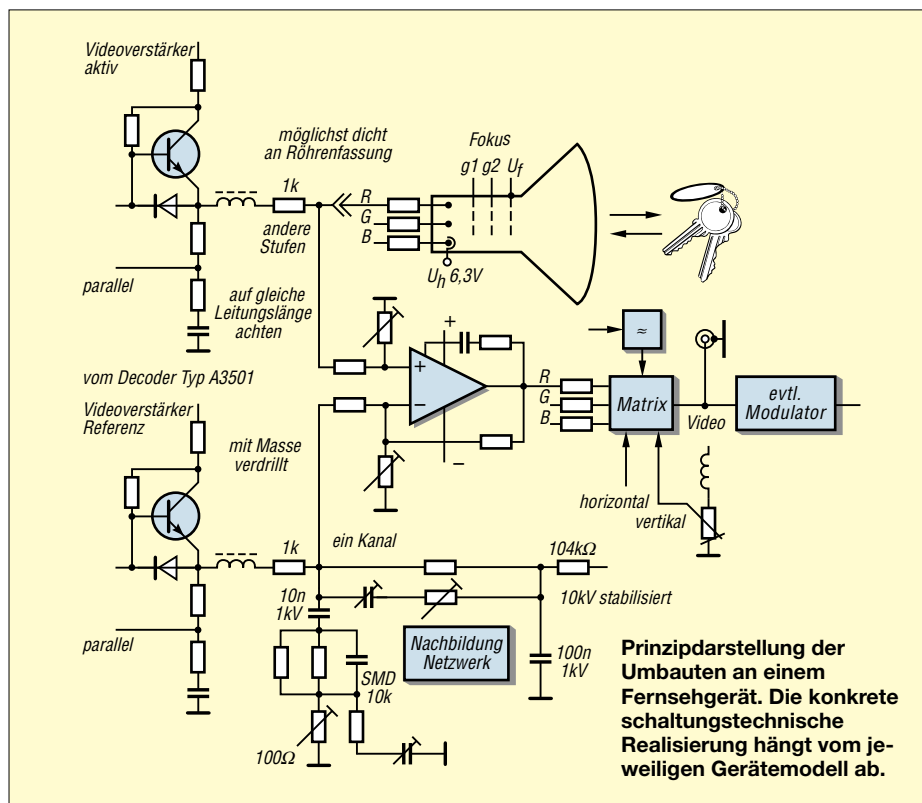 Videoverstärker
aktiv
möglichst dicht
an Röhrenfassung
Fokus
g1 g2 Uf
1k
R
G
B
andere
Stufen
Uh 6,3V
parallel
auf gleiche
Leitungslänge
achten
+
≈
vom Decoder Typ A3501
+
−
−
R
G
B
Matrix
Video
evtl.
Modulator
Videoverstärker
Referenz
mit Masse
verdrillt
horizontal
vertikal
1k
ein Kanal
104kΩ
10n
1kV
10kV stabilisiert
parallel
Nachbildung
Netzwerk
100n
1kV
SMD
10k
100Ω
Prinzipdarstellung der
Umbauten an einem
Fernsehgerät. Die konkrete
schaltungstechnische
Realisierung hängt vom je-
weiligen Gerätemodell ab.